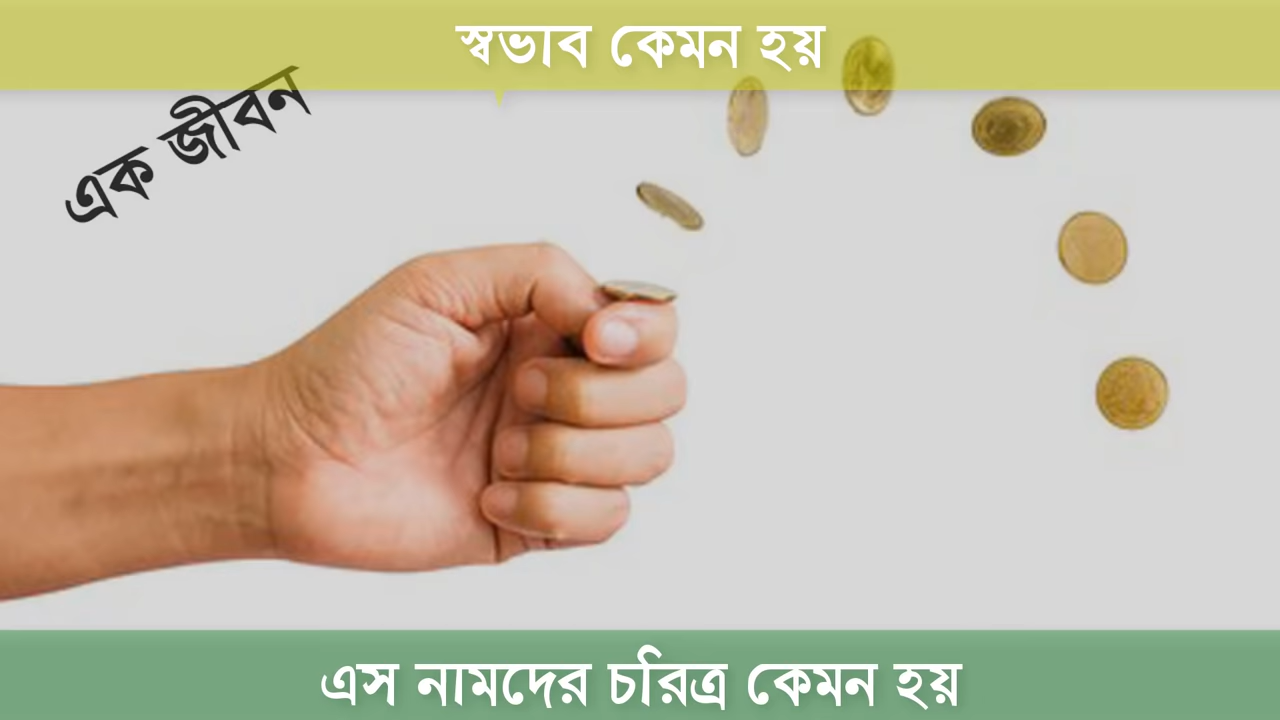 স্বভাব কেমন হয়
এক জীবন
এস নামদের চরিত্র কেমন হয়